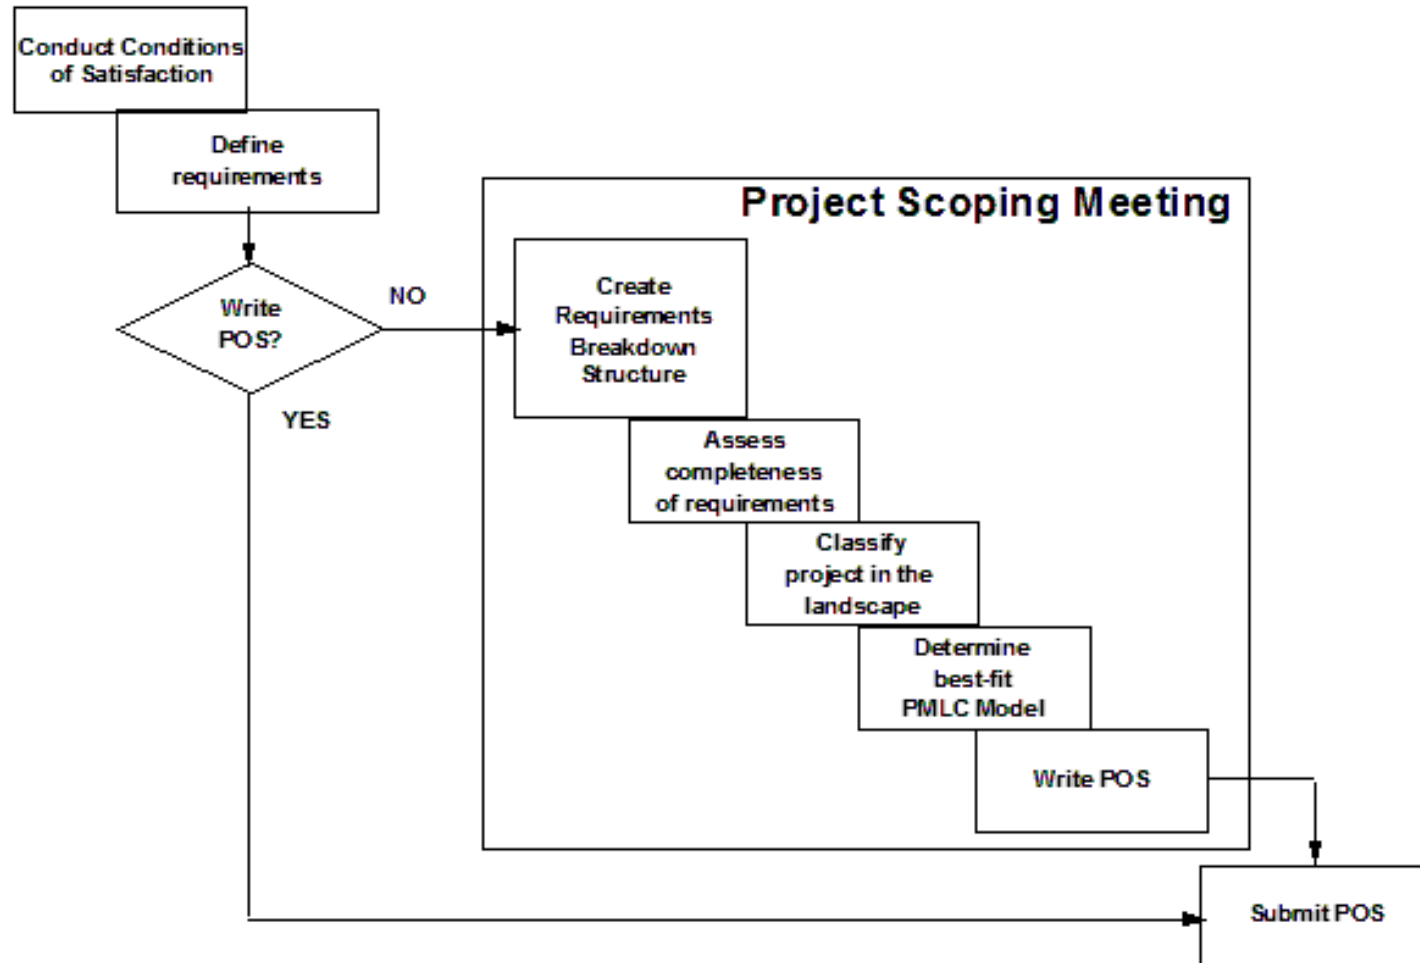 Conduct Conditions
of Satisfaction
Define
requirements
Write
POS?
NO
YES
Project Scoping Meeting
Create
Requirements
Breakdown
Structure
Assess
completeness
of requirements
Classify
project in the
landscape
Determine
best-fit
PMLC Model
Write POS
Submit POS